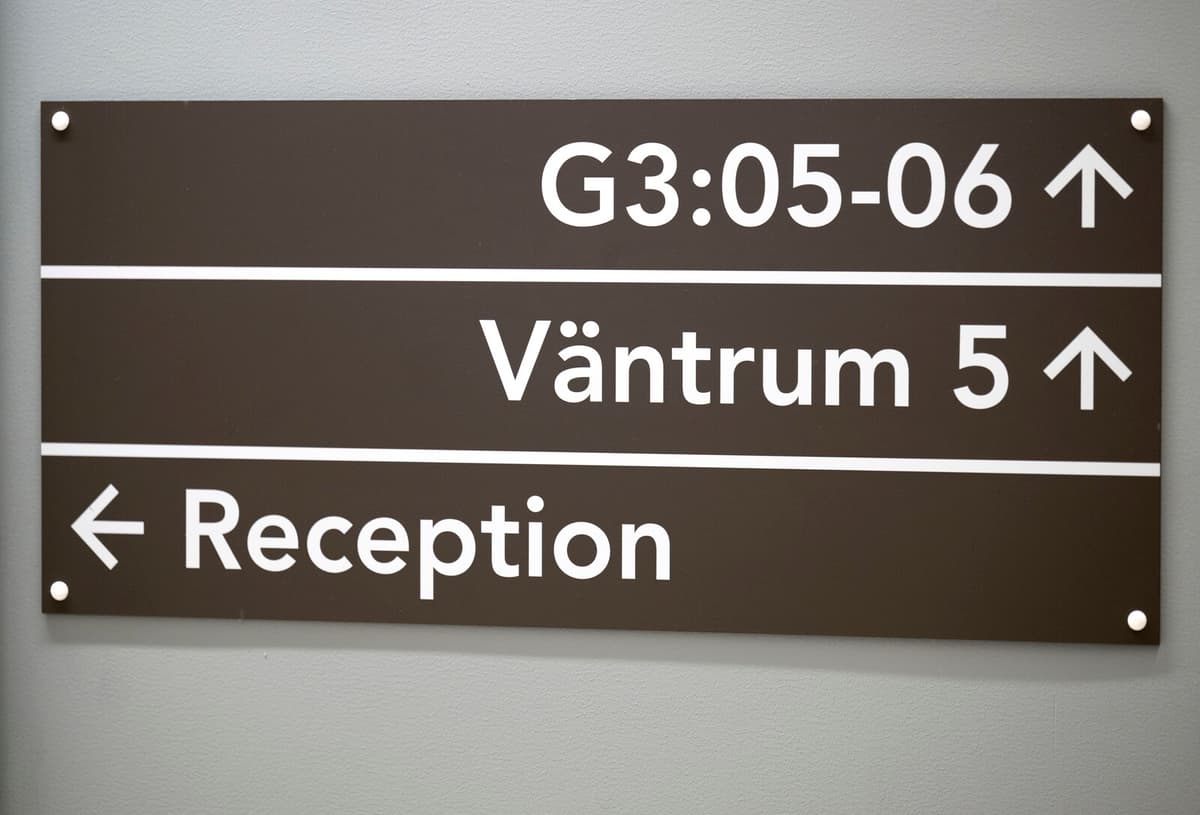 G3:05-06 ↑
Väntrum 5 ↑
← Reception